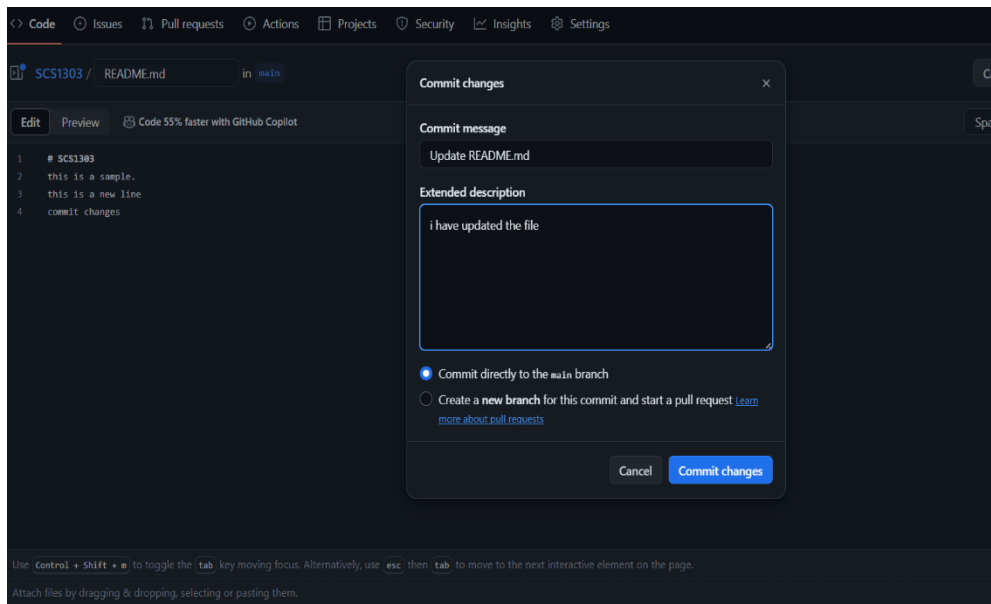 <> Code Issues Pull requests Actions Projects Security Insights Settings
SCS1303 / README.md in main
Edit Preview Code 55% faster with GitHub Copilot
1 # SCS1303
2 this is a sample.
3 this is a new line
4 commit changes
Commit changes ×
Commit message
Update README.md
Extended description
i have updated the file
Commit directly to the main branch
Create a new branch for this commit and start a pull request Learn
more about pull requests
Cancel Commit changes
Use Control + Shift + m to toggle the tab key moving focus. Alternatively, use esc then tab to move to the next interactive element on the page.
Attach files by dragging & dropping, selecting or pasting them.